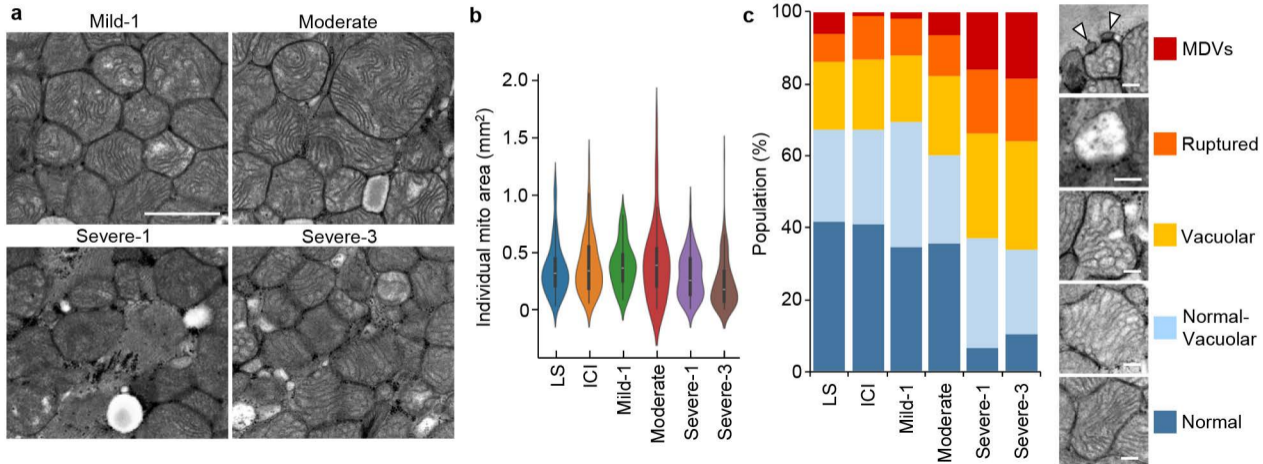 a
Mild-1
Moderate
Severe-1
Severe-3
b
Individual mito area (mm²)
2.0
1.5
1.0
0.5
0
LS
ICI
Mild-1
Moderate
Severe-1
Severe-3
c
Population (%)
100
80
60
40
20
0
LS
ICI
Mild-1
Moderate
Severe-1
Severe-3
MDVs
Ruptured
Vacuolar
Normal-
Vacuolar
Normal